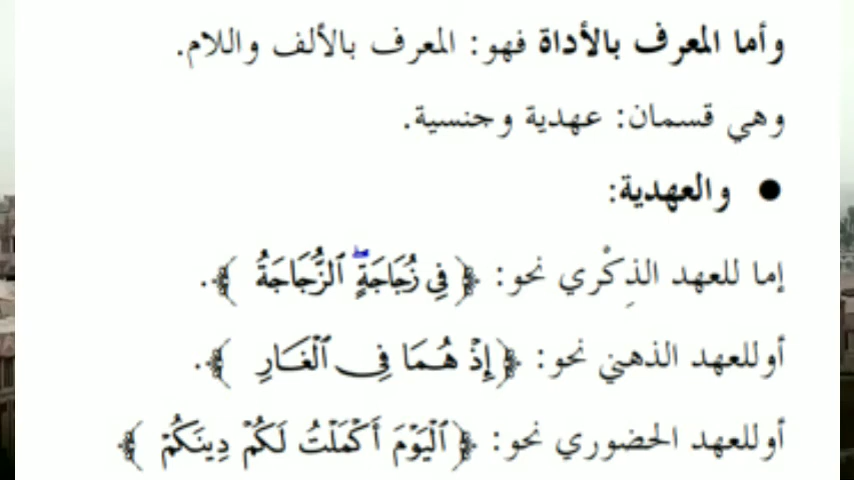 وأما المعرف بالأداة فهو: المعرف بالألف واللام.
وهي قسمان: عهدية وجنسية.
● والعهدية:
إما للعهد الذِكْري نحو: ﴿فِي زُجَاجَةٍۖ ٱلزُّجَاجَةُ ﴾.
أوللعهد الذهني نحو: ﴿إِذۡ هُمَا فِي ٱلۡغَارِ ﴾.
أوللعهد الحضوري نحو: ﴿ٱلۡيَوۡمَ أَكۡمَلۡتُ لَكُمۡ دِينَكُمۡ ﴾